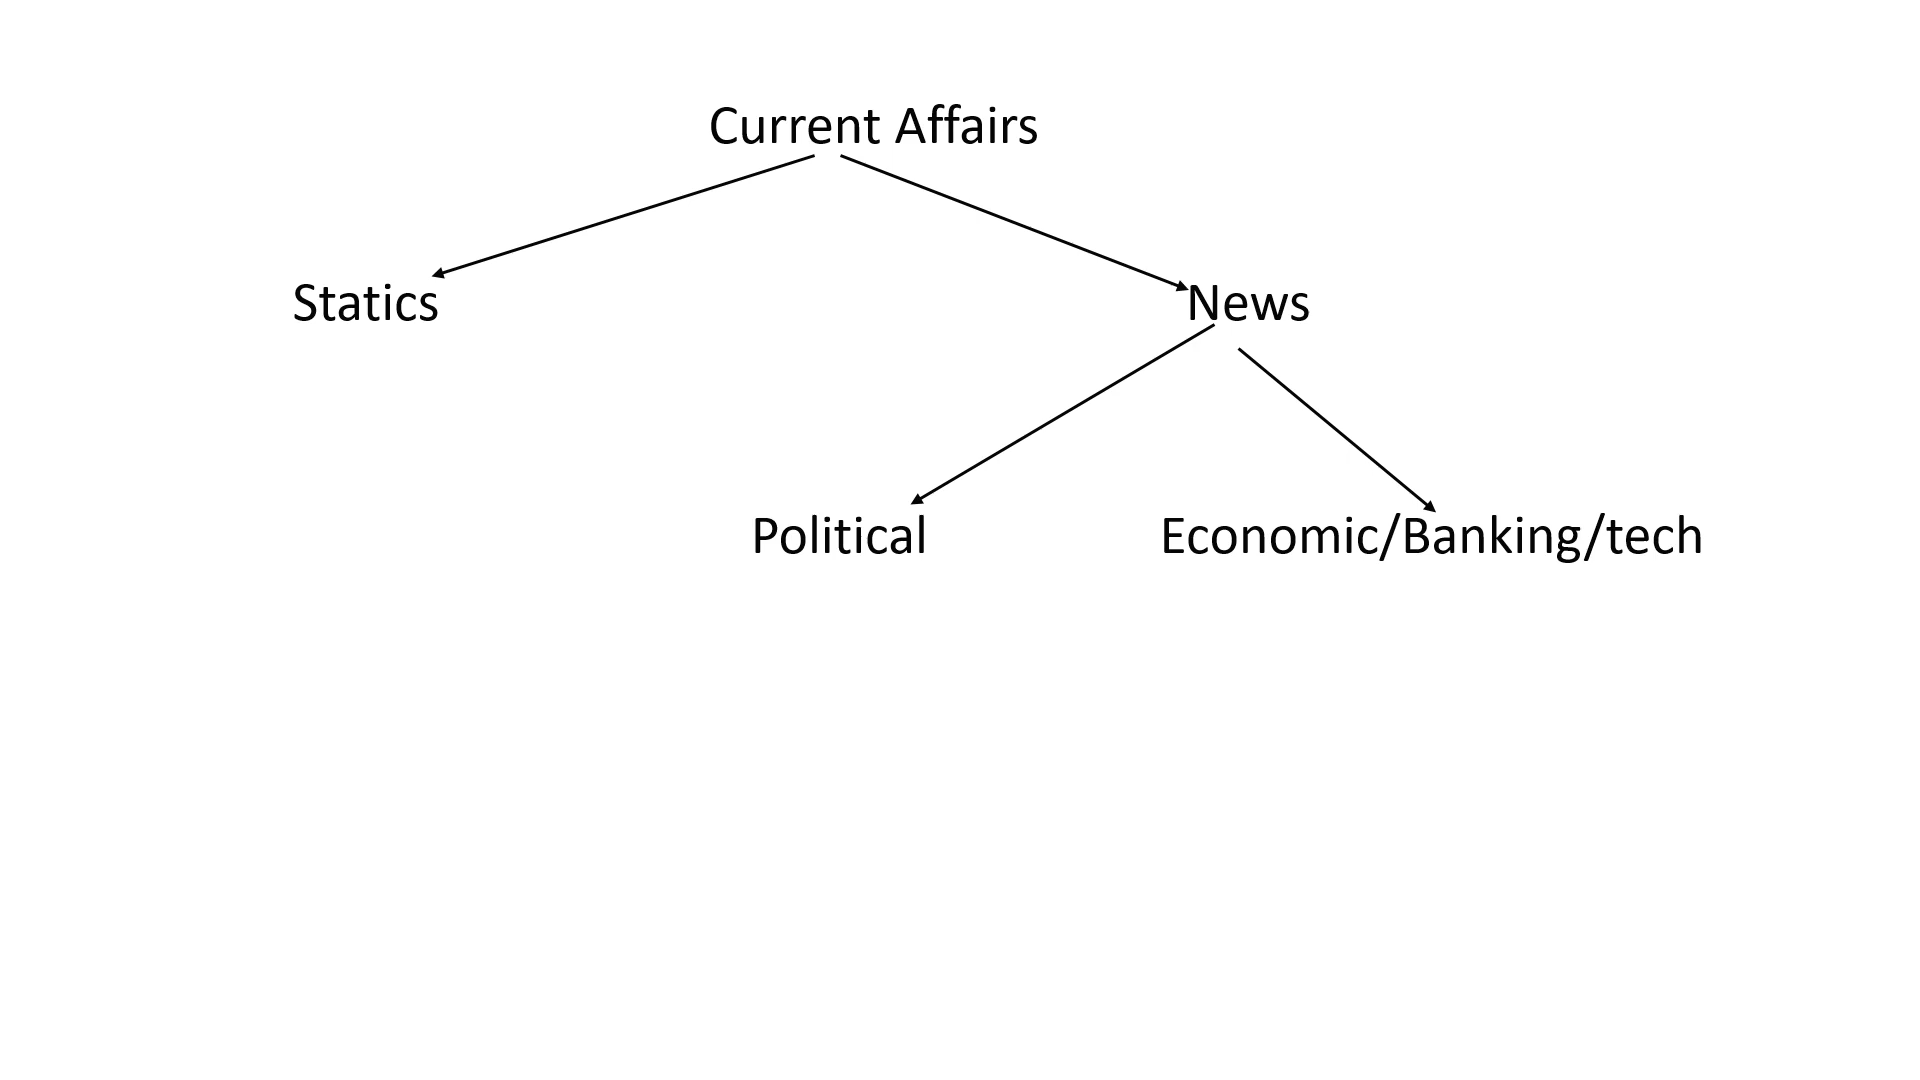 Current Affairs
Statics
News
Political
Economic/Banking/tech